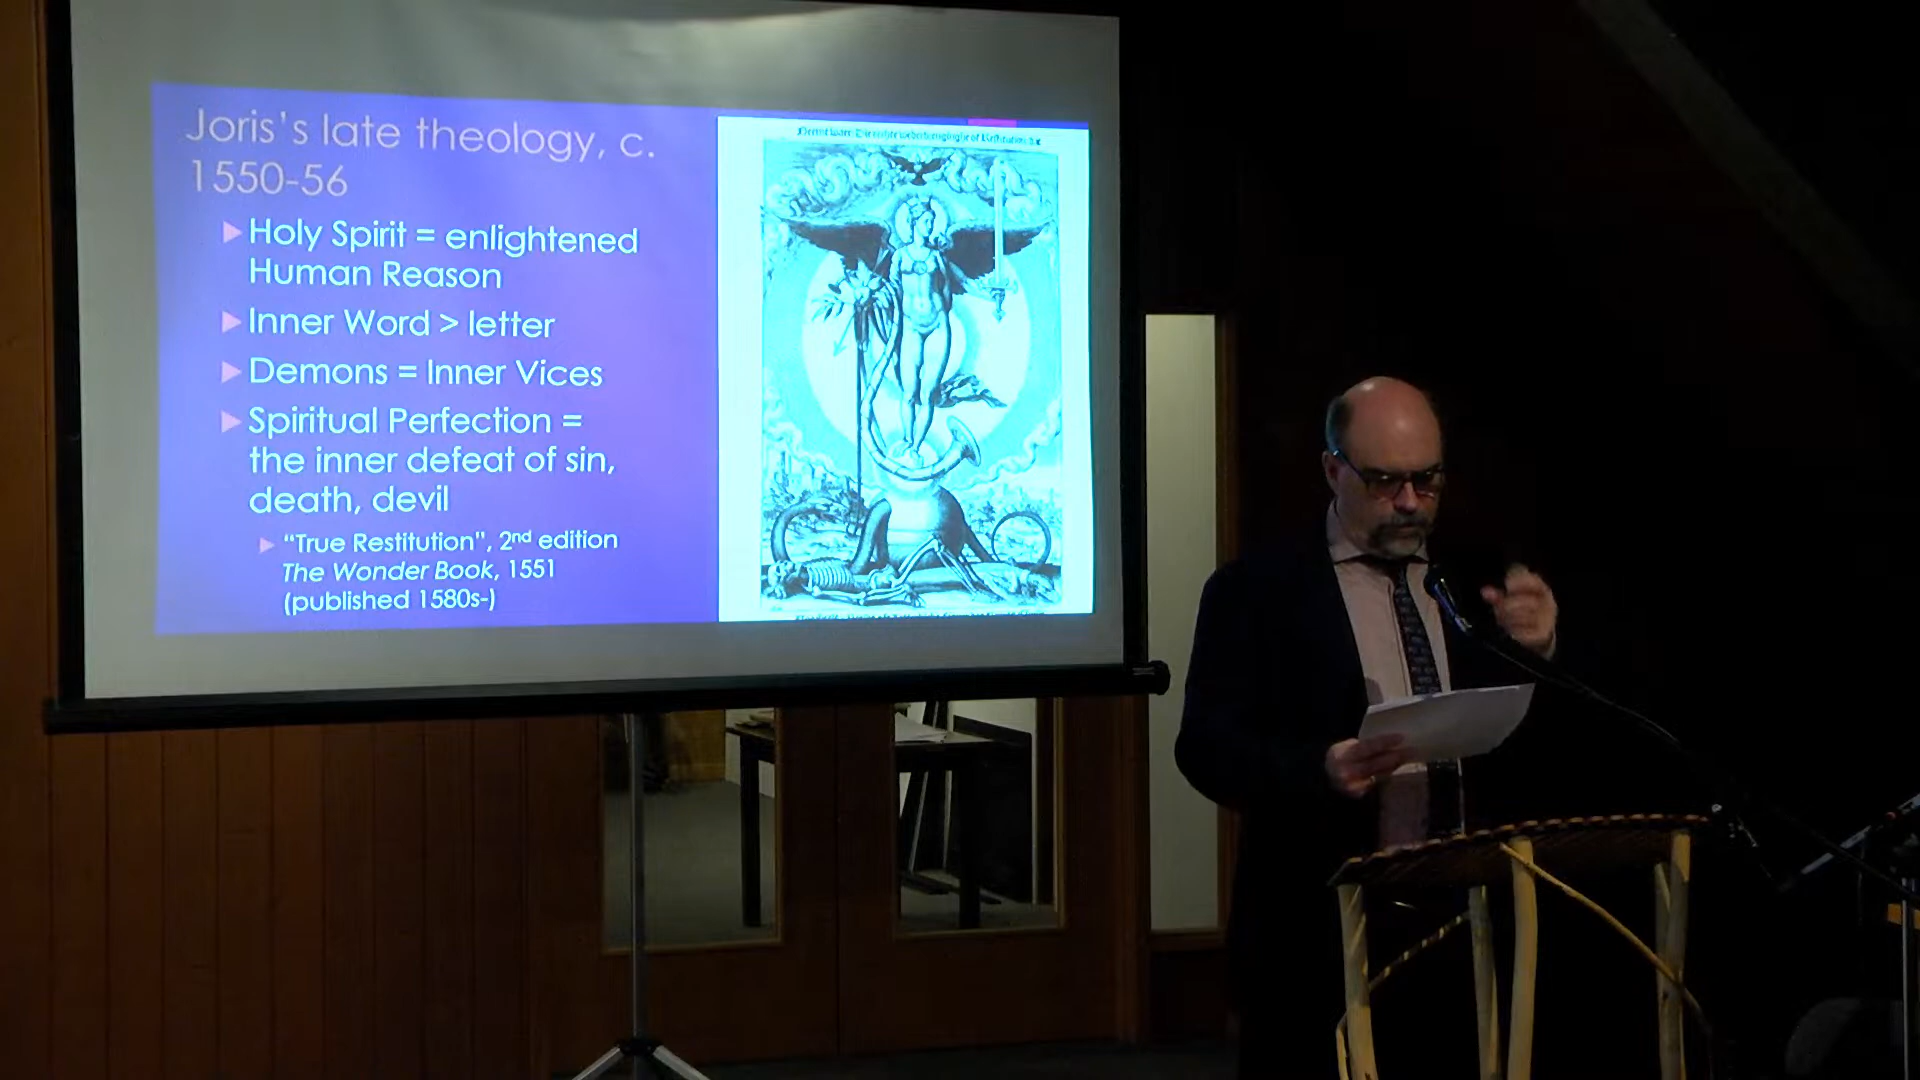 Joris's late theology, c.
1550-56
Holy Spirit = enlightened
Human Reason
Inner Word > letter
Demons = Inner Vices
Spiritual Perfection =
the inner defeat of sin,
death, devil
"True Restitution", 2nd edition
The Wonder Book, 1551
(published 1580s-)